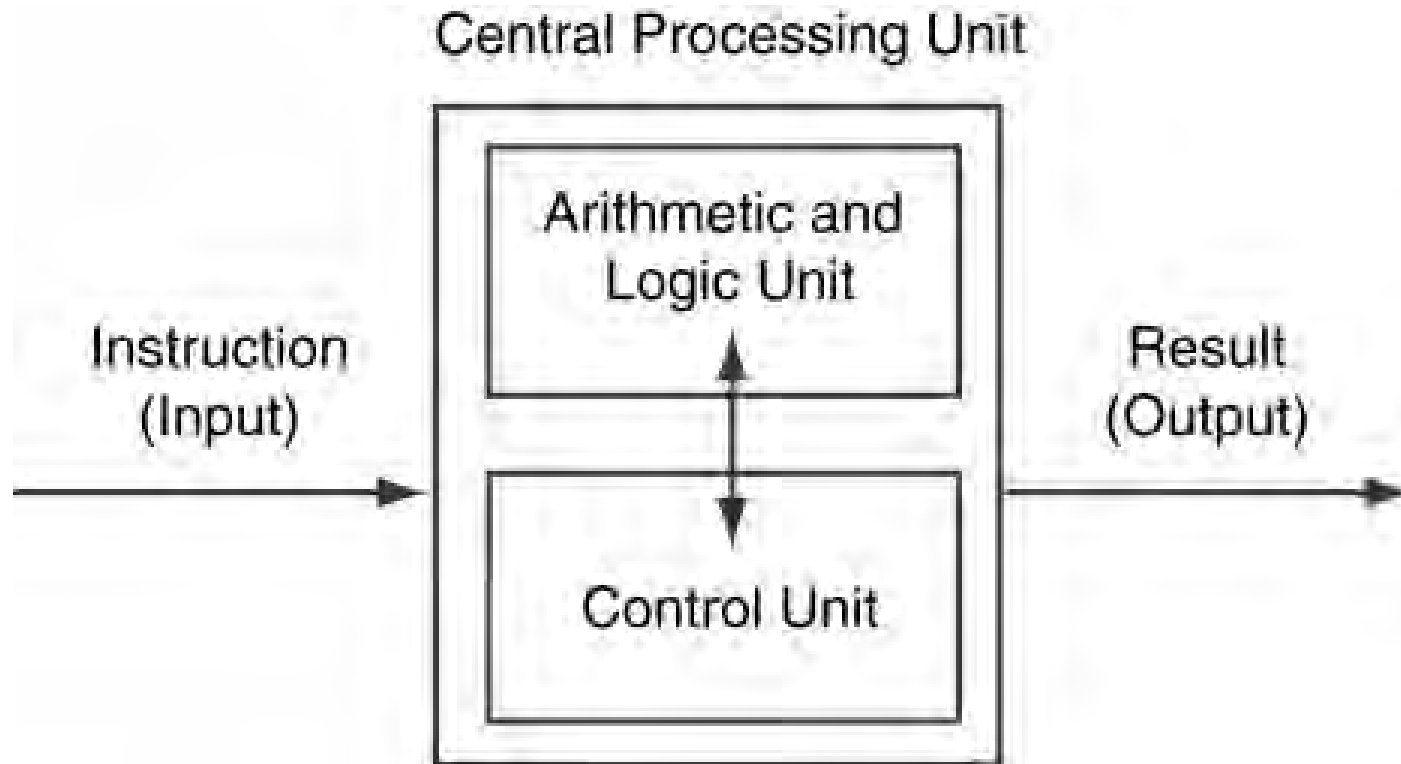 Central Processing Unit
Arithmetic and
Logic Unit
Instruction
(Input)
Result
(Output)
Control Unit